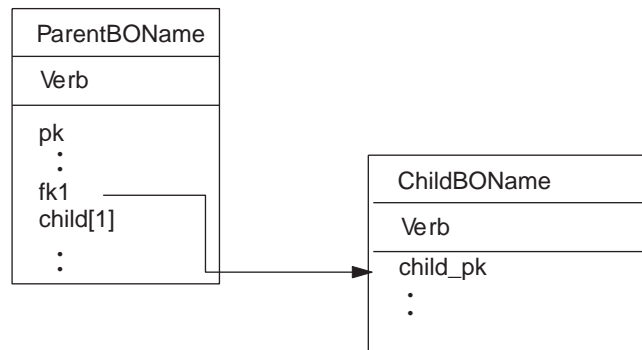 ParentBOName
Verb
pk
fk1
child[1]
ChildBOName
Verb
child_pk